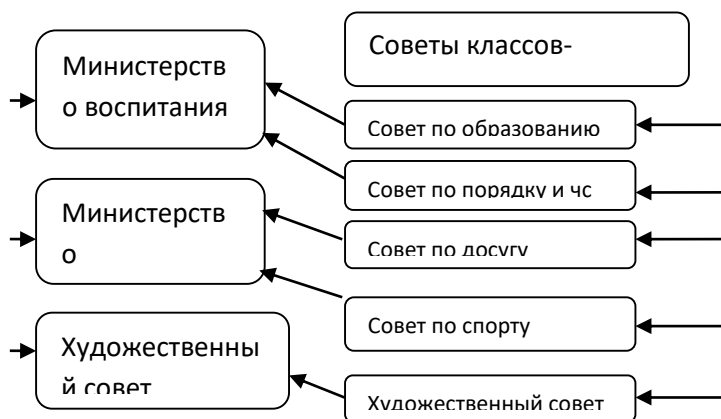 Министерств
о воспитания
Министерств
о
Художественны
й совет
Советы классов-
Совет по образованию
Совет по порядку и чс
Совет по досугу
Совет по спорту
Художественный совет